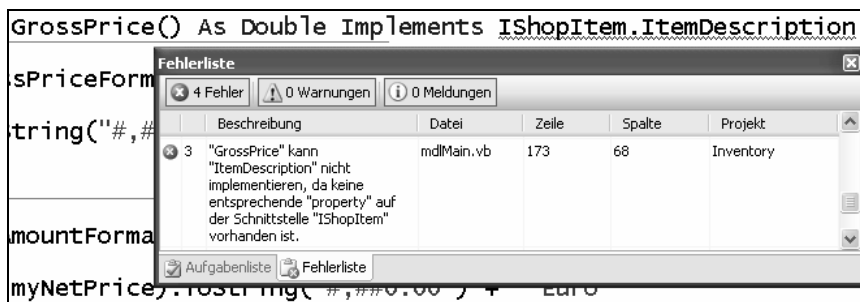 GrossPrice() As Double Implements IShopItem.ItemDescription
Fehlerliste
sPriceForm
4 Fehler 0 Warnungen 0 Meldungen
tring("#,#
Beschreibung Datei Zeile Spalte Projekt
3 "GrossPrice" kann "ItemDescription" nicht implementieren, da keine entsprechende "property" auf der Schnittstelle "IShopItem" vorhanden ist. mdlMain.vb 173 68 Inventory
mountForma
Aufgabenliste Fehlerliste
myNetPrice).ToString("#,##0.00") + " Euro"